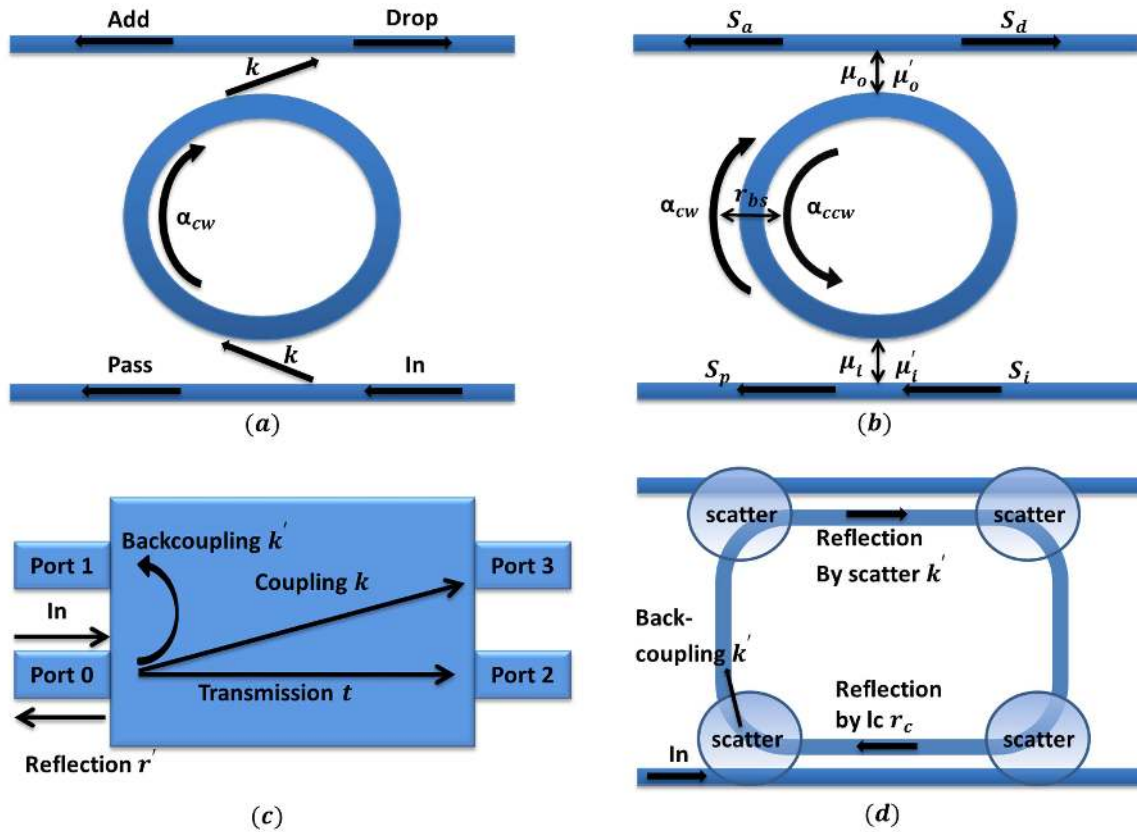 Add
Drop
k
α_cw
k
Pass
In
(a)
S_a
S_d
μ_o μ_o'
α_cw
r_bs
α_ccw
S_p
μ_i μ_i'
S_i
(b)
Port 1
Backcoupling k'
Coupling k
Port 3
In
Port 0
Transmission t
Port 2
Reflection r'
(c)
scatter
scatter
Reflection
By scatter k'
Back-
coupling k'
Reflection
by lc r_c
scatter
scatter
In
(d)